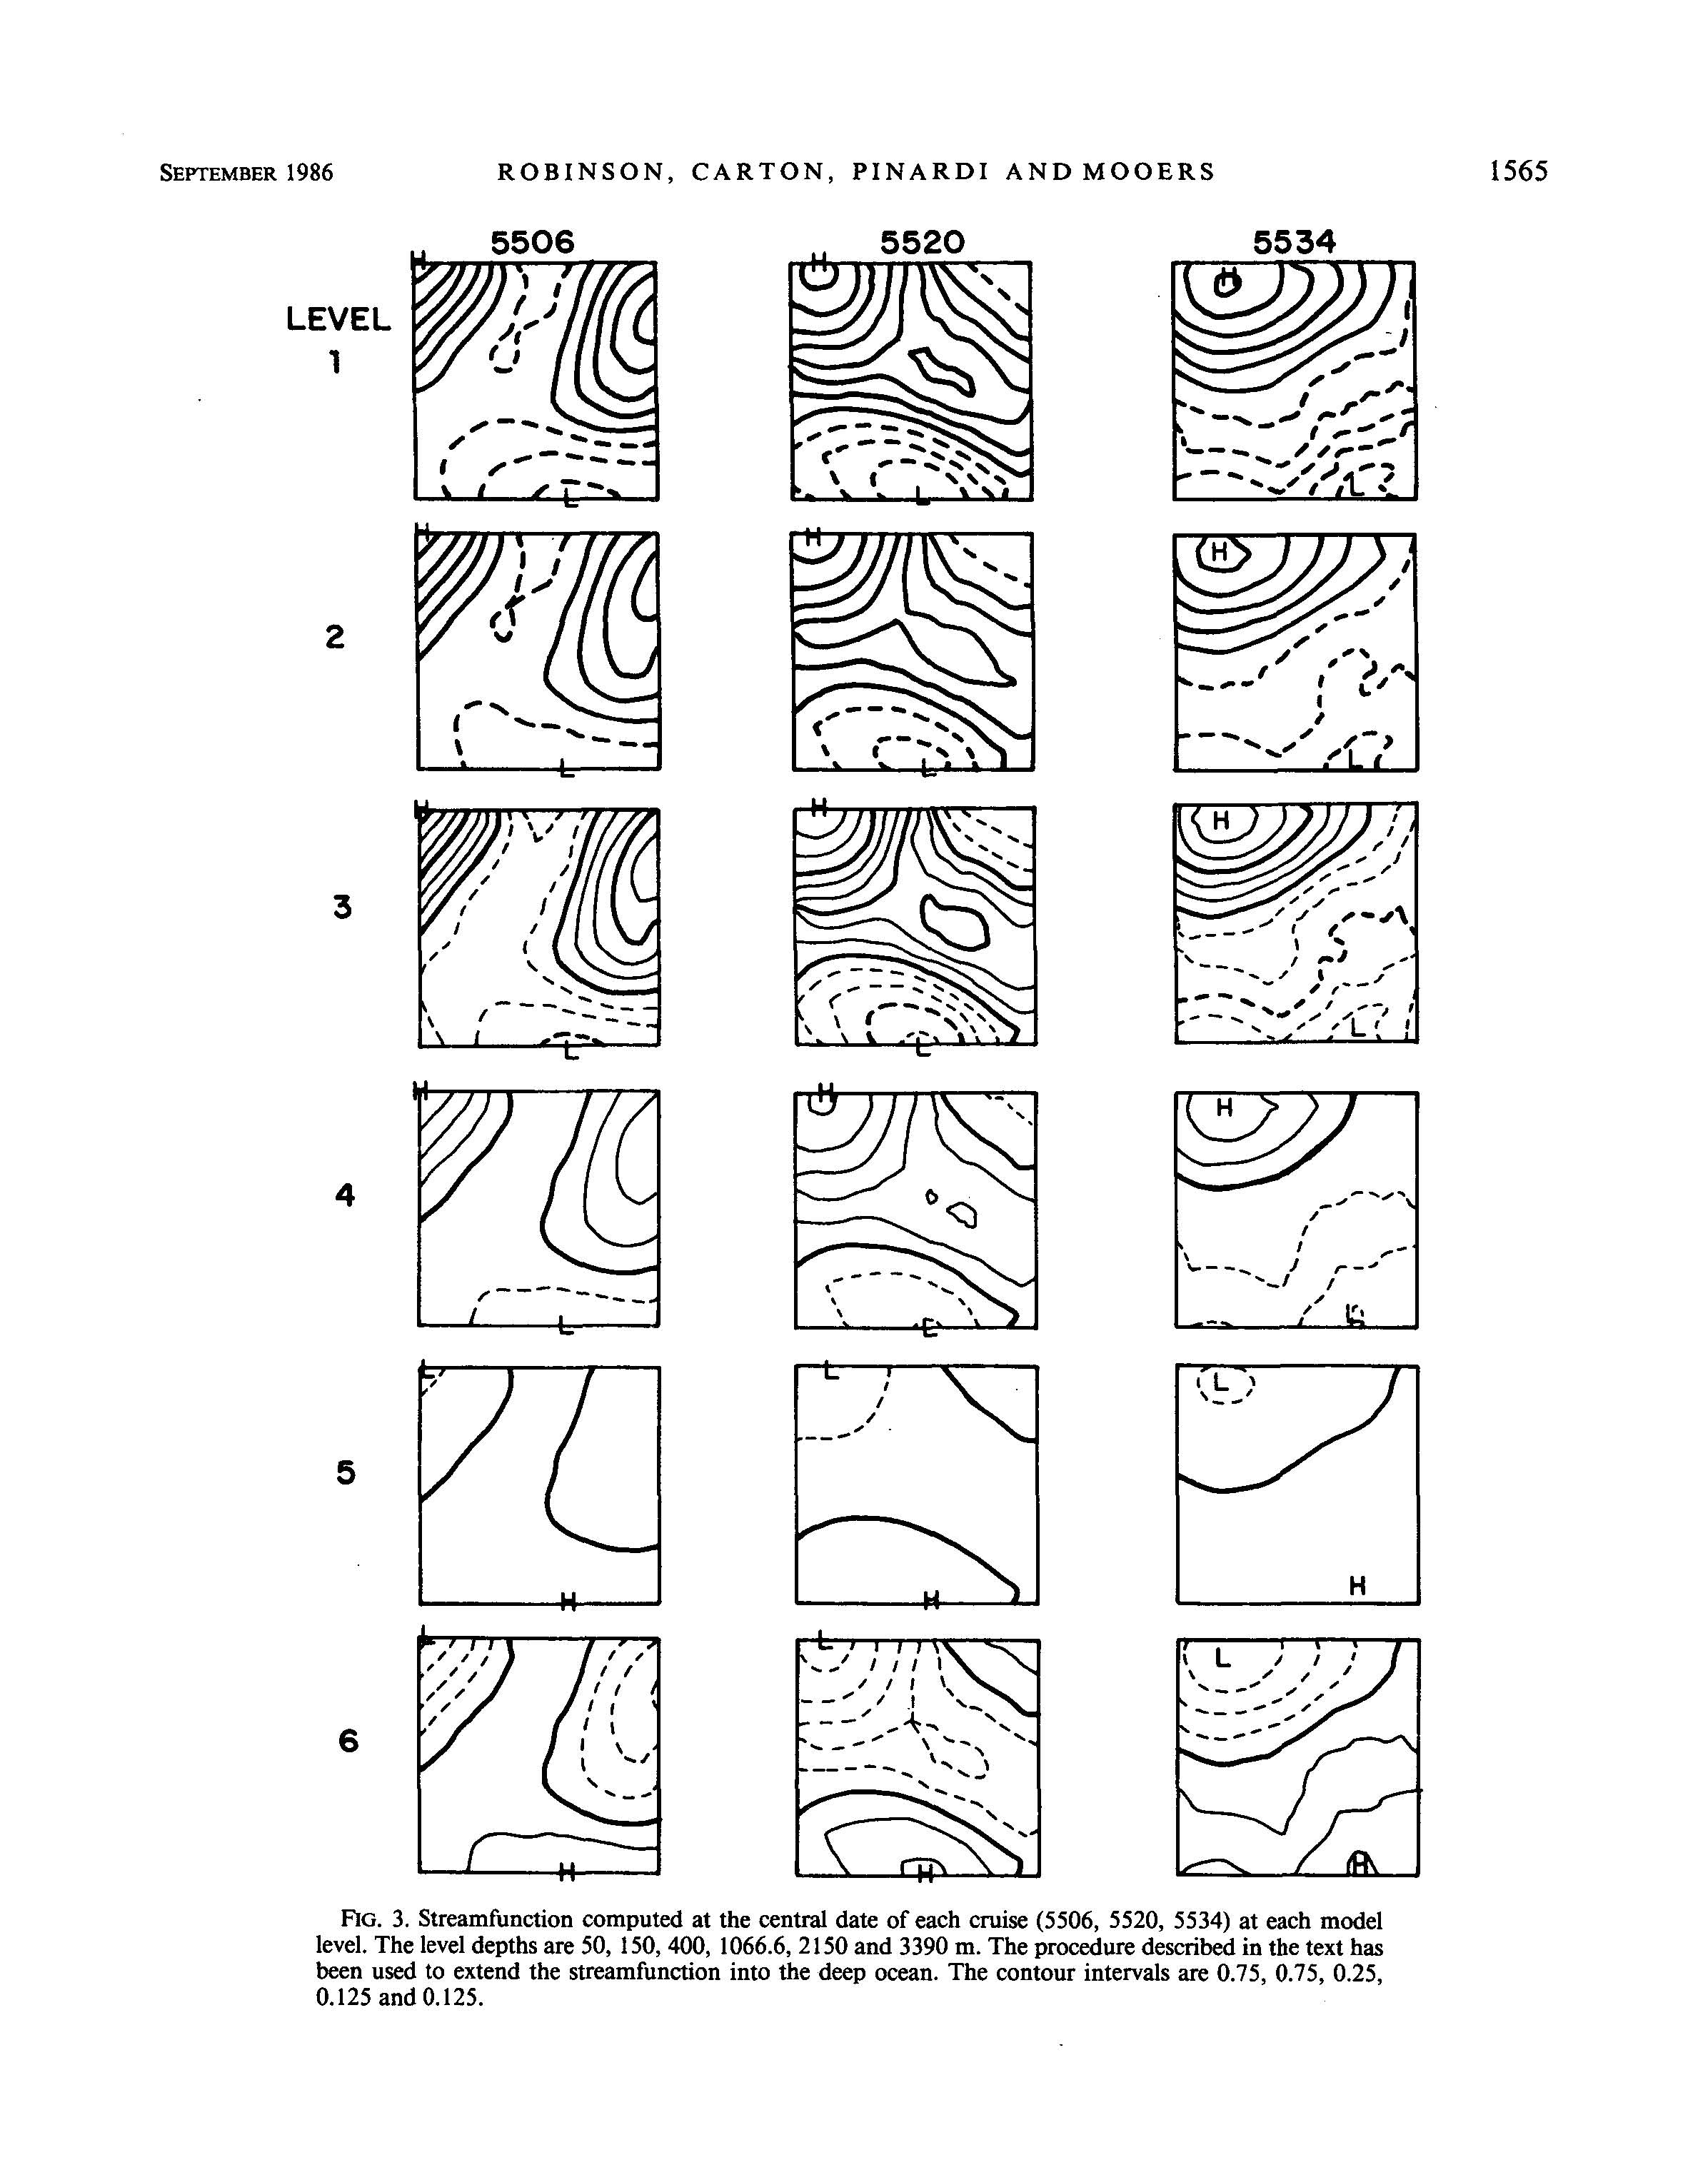 SEPTEMBER 1986 ROBINSON, CARTON, PINARDI AND MOOERS 1565
5506 5520 5534
H H H
LEVEL
1
L L L
H H H
2
L L L
H H H
3
L L L
H H H
4
L L L
L L L
5
H H H
L L L
6
H H H
FIG. 3. Streamfunction computed at the central date of each cruise (5506, 5520, 5534) at each model
level. The level depths are 50, 150, 400, 1066.6, 2150 and 3390 m. The procedure described in the text has
been used to extend the streamfunction into the deep ocean. The contour intervals are 0.75, 0.75, 0.25,
0.125 and 0.125.